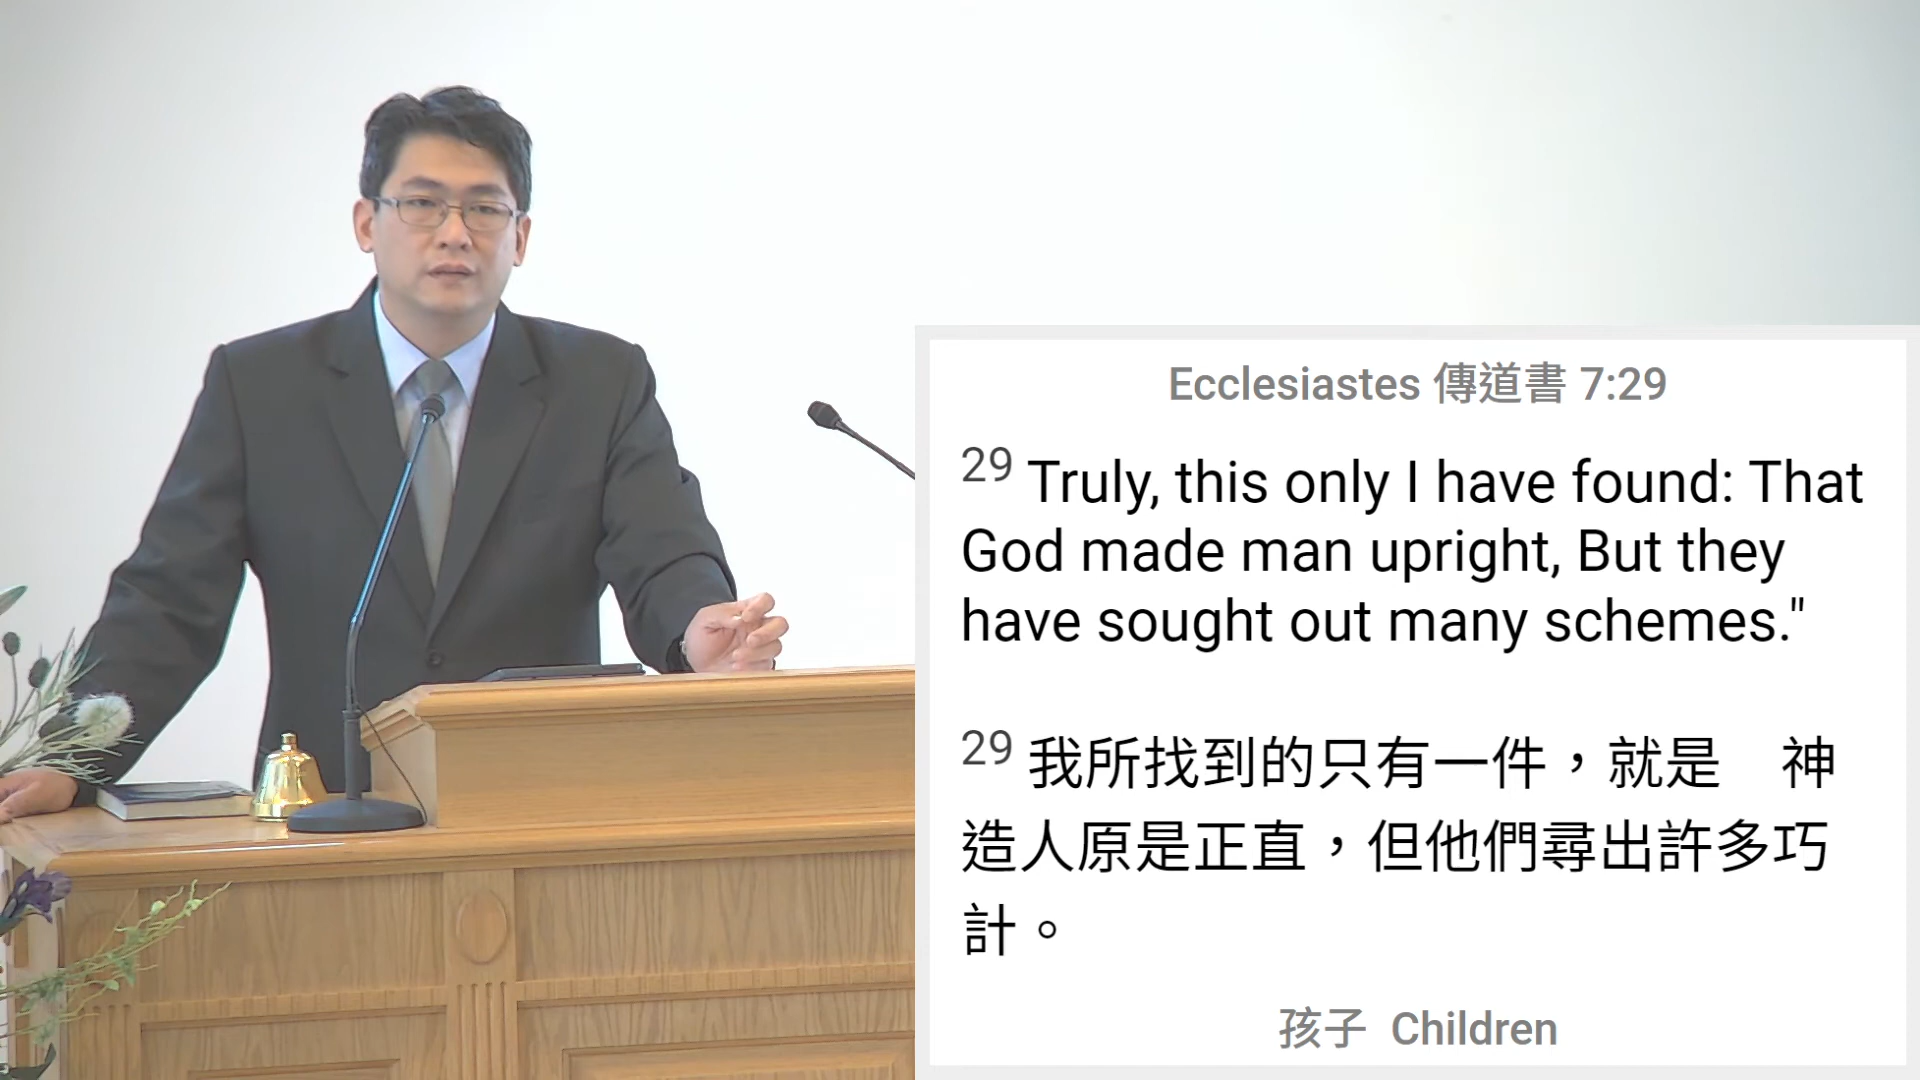 Ecclesiastes 傳道書 7:29
29 Truly, this only I have found: That
God made man upright, But they
have sought out many schemes."
29 我所找到的只有一件，就是　神
造人原是正直，但他們尋出許多巧
計。
孩子 Children